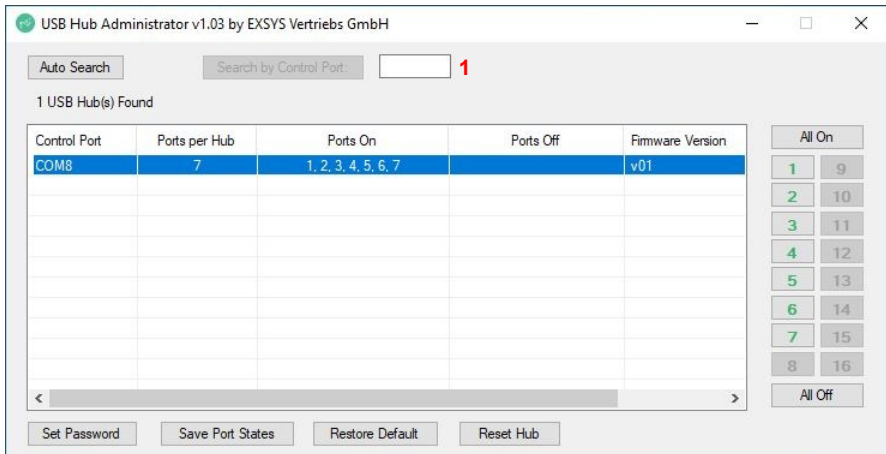 USB Hub Administrator v1.03 by EXSYS Vertriebs GmbH
Auto Search Search by Control Port: 1
1 USB Hub(s) Found
Control Port Ports per Hub Ports On Ports Off Firmware Version All On
COM8 7 1, 2, 3, 4, 5, 6, 7 v01 1 9
2 10
3 11
4 12
5 13
6 14
7 15
8 16
All Off
Set Password Save Port States Restore Default Reset Hub